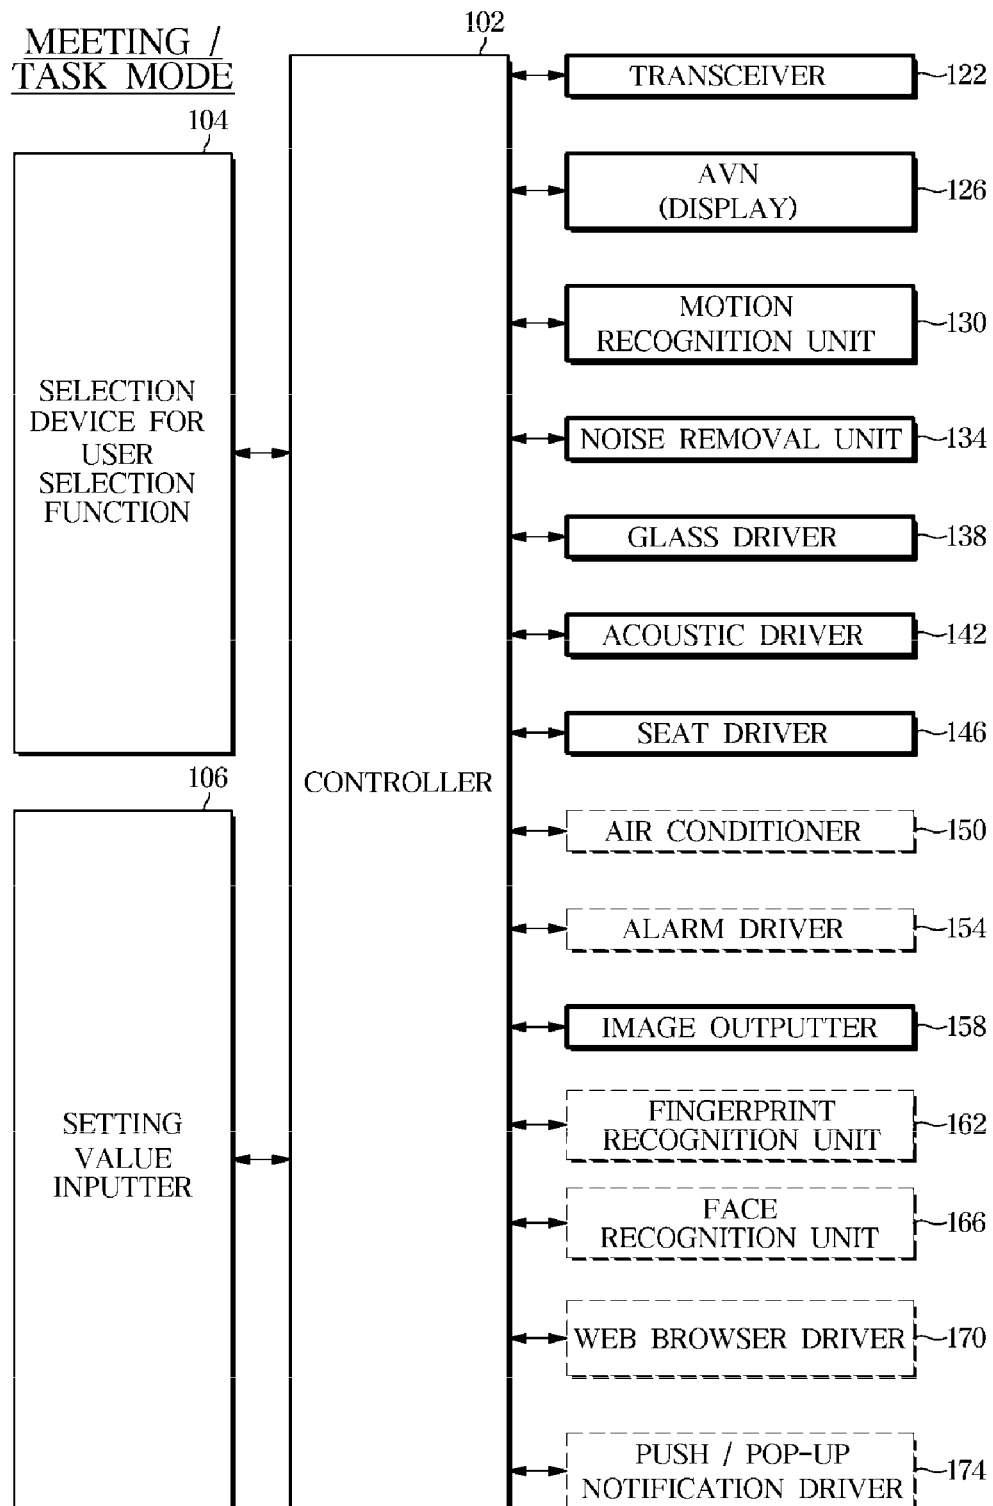 MEETING /
TASK MODE
102
104
SELECTION
DEVICE FOR
USER
SELECTION
FUNCTION
106
SETTING
VALUE
INPUTTER
CONTROLLER
TRANSCEIVER
122
AVN
(DISPLAY)
126
MOTION
RECOGNITION UNIT
130
NOISE REMOVAL UNIT
134
GLASS DRIVER
138
ACOUSTIC DRIVER
142
SEAT DRIVER
146
AIR CONDITIONER
150
ALARM DRIVER
154
IMAGE OUTPUTTER
158
FINGERPRINT
RECOGNITION UNIT
162
FACE
RECOGNITION UNIT
166
WEB BROWSER DRIVER
170
PUSH / POP-UP
NOTIFICATION DRIVER
174